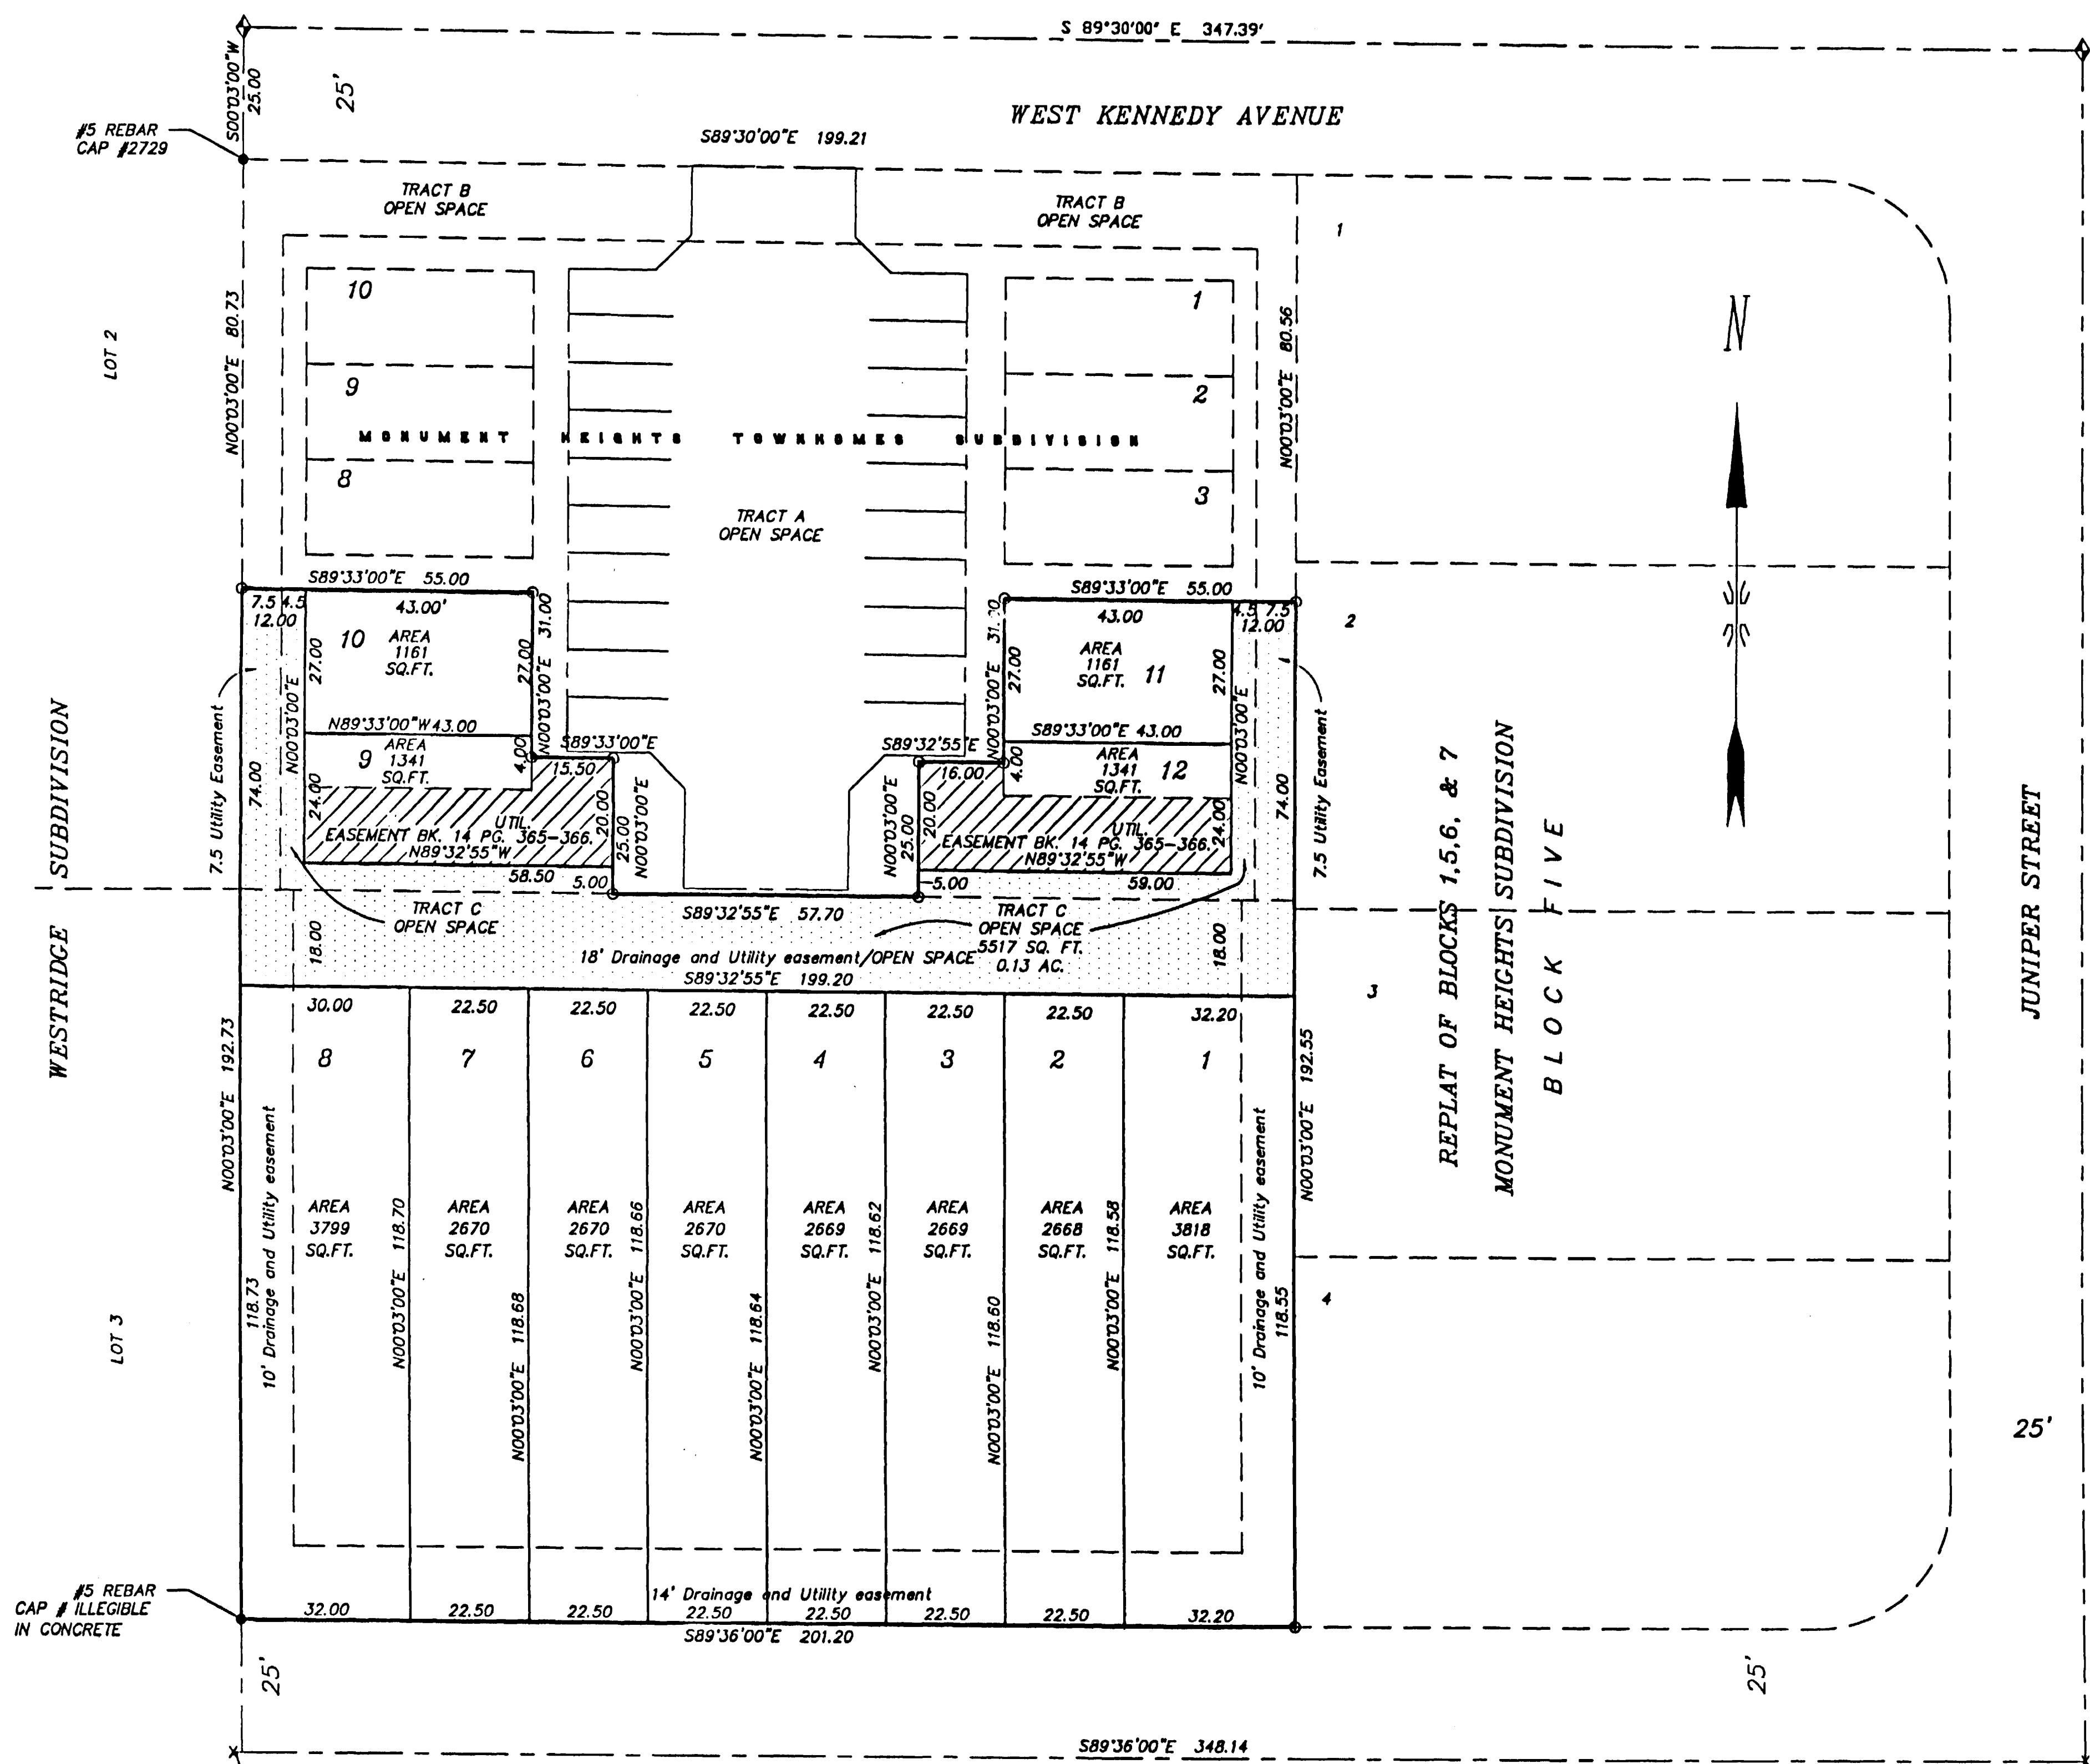 S 89°30'00" E 347.39'
S00°03'00"W
25.00
25'
WEST KENNEDY AVENUE
#5 REBAR
CAP #2729
S89°30'00"E 199.21
TRACT B
OPEN SPACE
TRACT B
OPEN SPACE
1
N00°03'00"E 80.73
LOT 2
10
9
8
1
2
3
N00°03'00"E 80.56
N
MONUMENT HEIGHTS TOWNHOMES SUBDIVISION
TRACT A
OPEN SPACE
S89°33'00"E 55.00
7.5 4.5
12.00
43.00'
10
AREA
1161
SQ.FT.
27.00
27.00
N00°03'00"E 31.00
N00°03'00"E
N89°33'00"W 43.00
9
AREA
1341
SQ.FT.
4.00
24.00
S89°33'00"E
15.50
20.00
25.00
N00°03'00"E
UTIL.
EASEMENT BK. 14 PG. 365-366.
N89°32'55"W
58.50
5.00
S89°33'00"E 55.00
43.00
4.5 7.5
12.00
2
AREA
1161
SQ.FT.
11
27.00
27.00
N00°03'00"E 31.00
N00°03'00"E
S89°33'00"E 43.00
AREA
1341
SQ.FT.
12
4.00
24.00
S89°32'55"E
16.00
20.00
25.00
N00°03'00"E
UTIL.
EASEMENT BK. 14 PG. 365-366.
N89°32'55"W
5.00
59.00
7.5 Utility Easement
74.00
74.00
7.5 Utility Easement
WESTRIDGE SUBDIVISION
REPLAT OF BLOCKS 1,5,6, & 7
MONUMENT HEIGHTS SUBDIVISION
BLOCK FIVE
JUNIPER STREET
TRACT C
OPEN SPACE
S89°32'55"E 57.70
TRACT C
OPEN SPACE
5517 SQ. FT.
0.13 AC.
18.00
18.00
18' Drainage and Utility easement/OPEN SPACE
S89°32'55"E 199.20
3
30.00
22.50
22.50
22.50
22.50
22.50
22.50
32.20
8
7
6
5
4
3
2
1
N00°03'00"E 192.73
N00°03'00"E 192.55
10' Drainage and Utility easement
10' Drainage and Utility easement
AREA
3799
SQ.FT.
AREA
2670
SQ.FT.
AREA
2670
SQ.FT.
AREA
2670
SQ.FT.
AREA
2669
SQ.FT.
AREA
2669
SQ.FT.
AREA
2668
SQ.FT.
AREA
3818
SQ.FT.
118.73
N00°03'00"E 118.70
N00°03'00"E 118.68
N00°03'00"E 118.66
N00°03'00"E 118.64
N00°03'00"E 118.62
N00°03'00"E 118.60
N00°03'00"E 118.58
118.55
4
LOT 3
25'
#5 REBAR
CAP # ILLEGIBLE
IN CONCRETE
14' Drainage and Utility easement
32.00
22.50
22.50
22.50
22.50
22.50
22.50
32.20
S89°36'00"E 201.20
25'
25'
S89°36'00"E 348.14